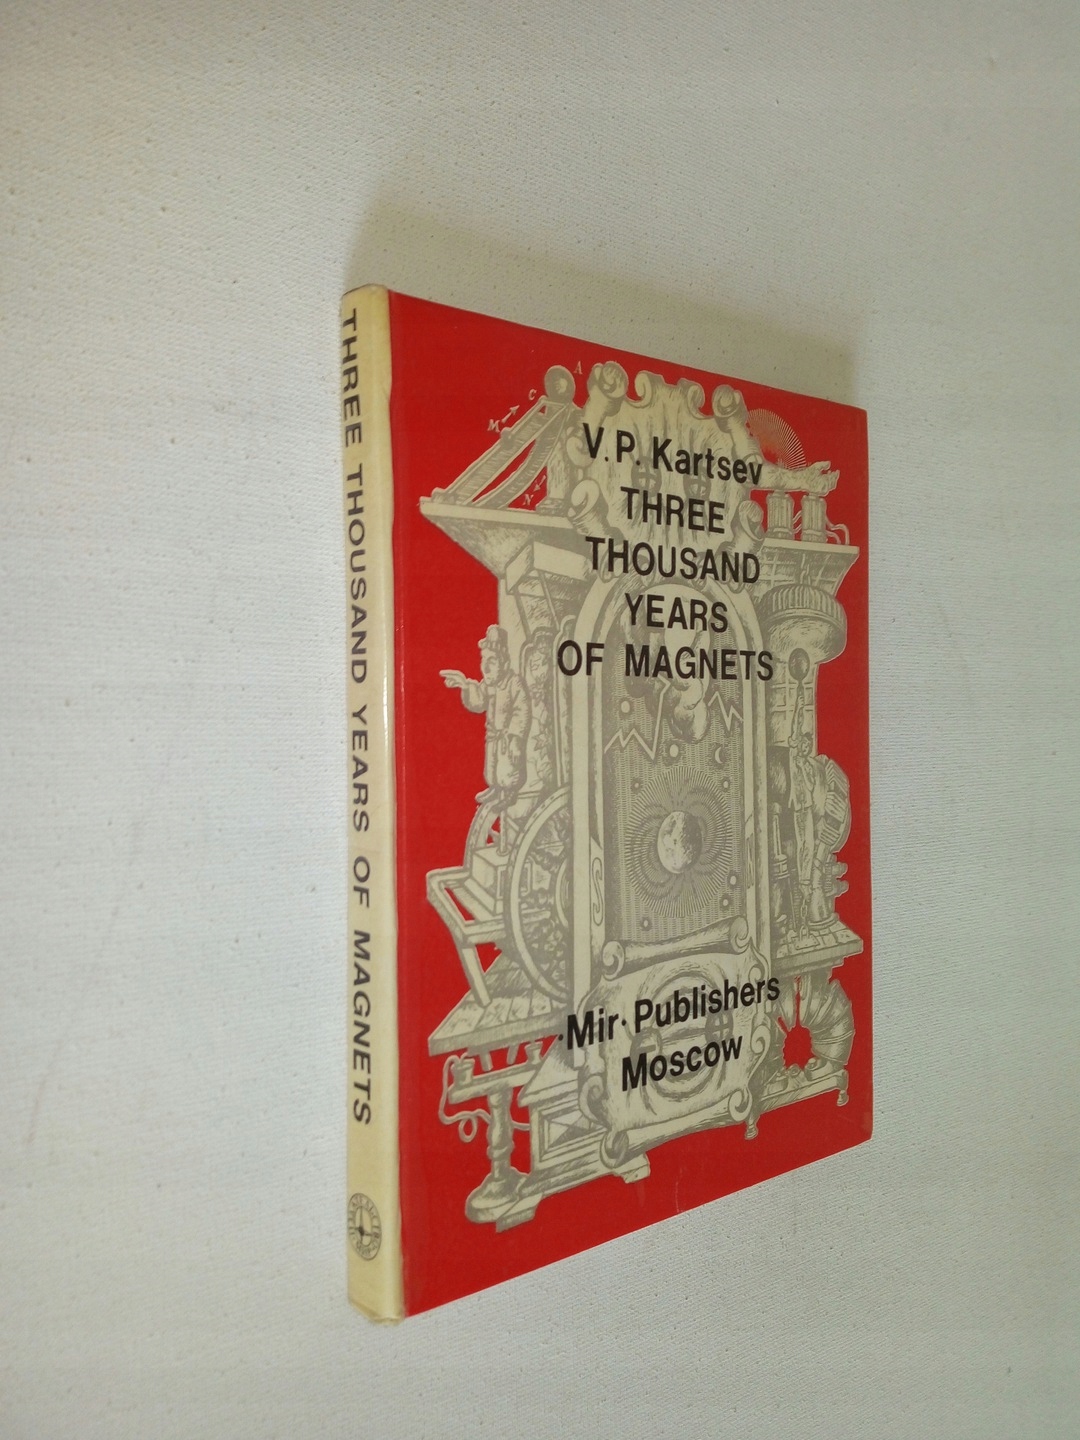 THREE THOUSAND YEARS OF MAGNETS
A
C
M
N
V. P. Kartsev
THREE
THOUSAND
YEARS
OF MAGNETS
·Mir·Publishers
Moscow